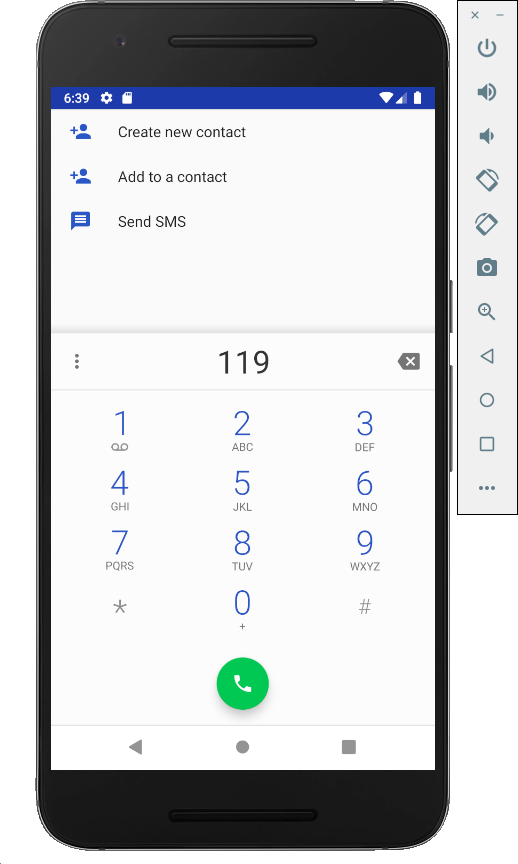 6:39
Create new contact
Add to a contact
Send SMS
119
1 2 3
ABC DEF
4 5 6
GHI JKL MNO
7 8 9
PQRS TUV WXYZ
* 0 #
+